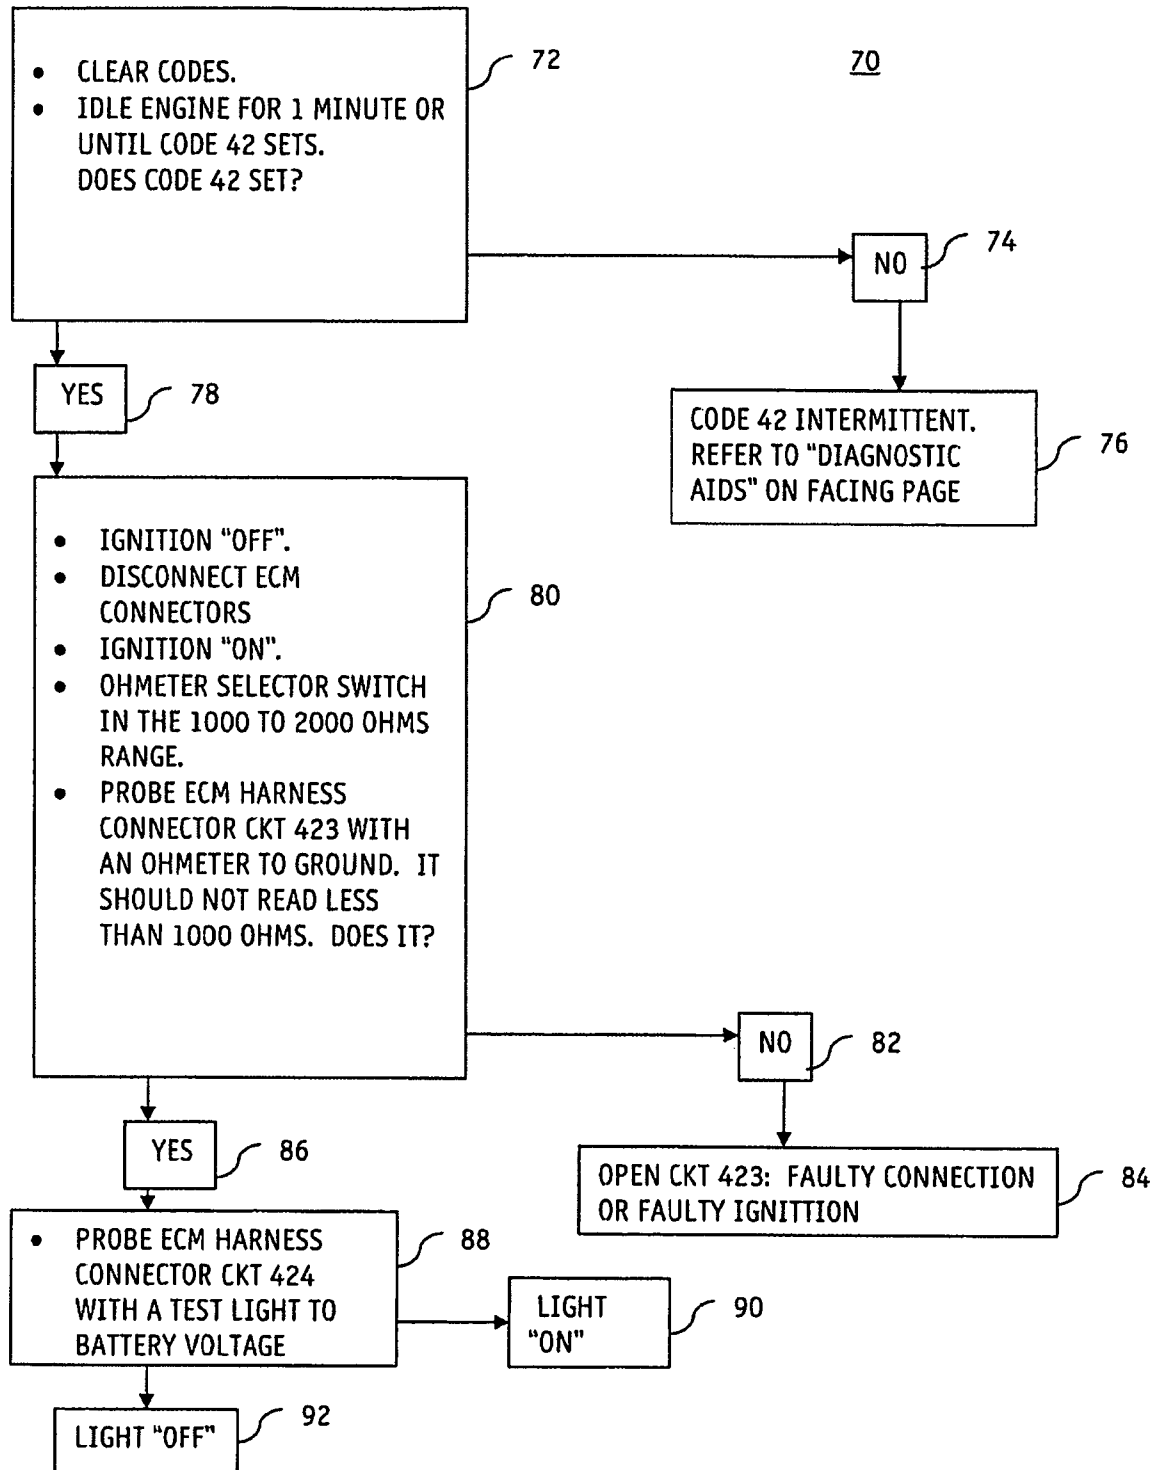 70
• CLEAR CODES.
• IDLE ENGINE FOR 1 MINUTE OR
UNTIL CODE 42 SETS.
DOES CODE 42 SET?
72
NO
74
CODE 42 INTERMITTENT.
REFER TO "DIAGNOSTIC
AIDS" ON FACING PAGE
76
YES
78
• IGNITION "OFF".
• DISCONNECT ECM
CONNECTORS
• IGNITION "ON".
• OHMETER SELECTOR SWITCH
IN THE 1000 TO 2000 OHMS
RANGE.
• PROBE ECM HARNESS
CONNECTOR CKT 423 WITH
AN OHMETER TO GROUND. IT
SHOULD NOT READ LESS
THAN 1000 OHMS. DOES IT?
80
NO
82
OPEN CKT 423: FAULTY CONNECTION
OR FAULTY IGNITTION
84
YES
86
• PROBE ECM HARNESS
CONNECTOR CKT 424
WITH A TEST LIGHT TO
BATTERY VOLTAGE
88
LIGHT
"ON"
90
LIGHT "OFF"
92